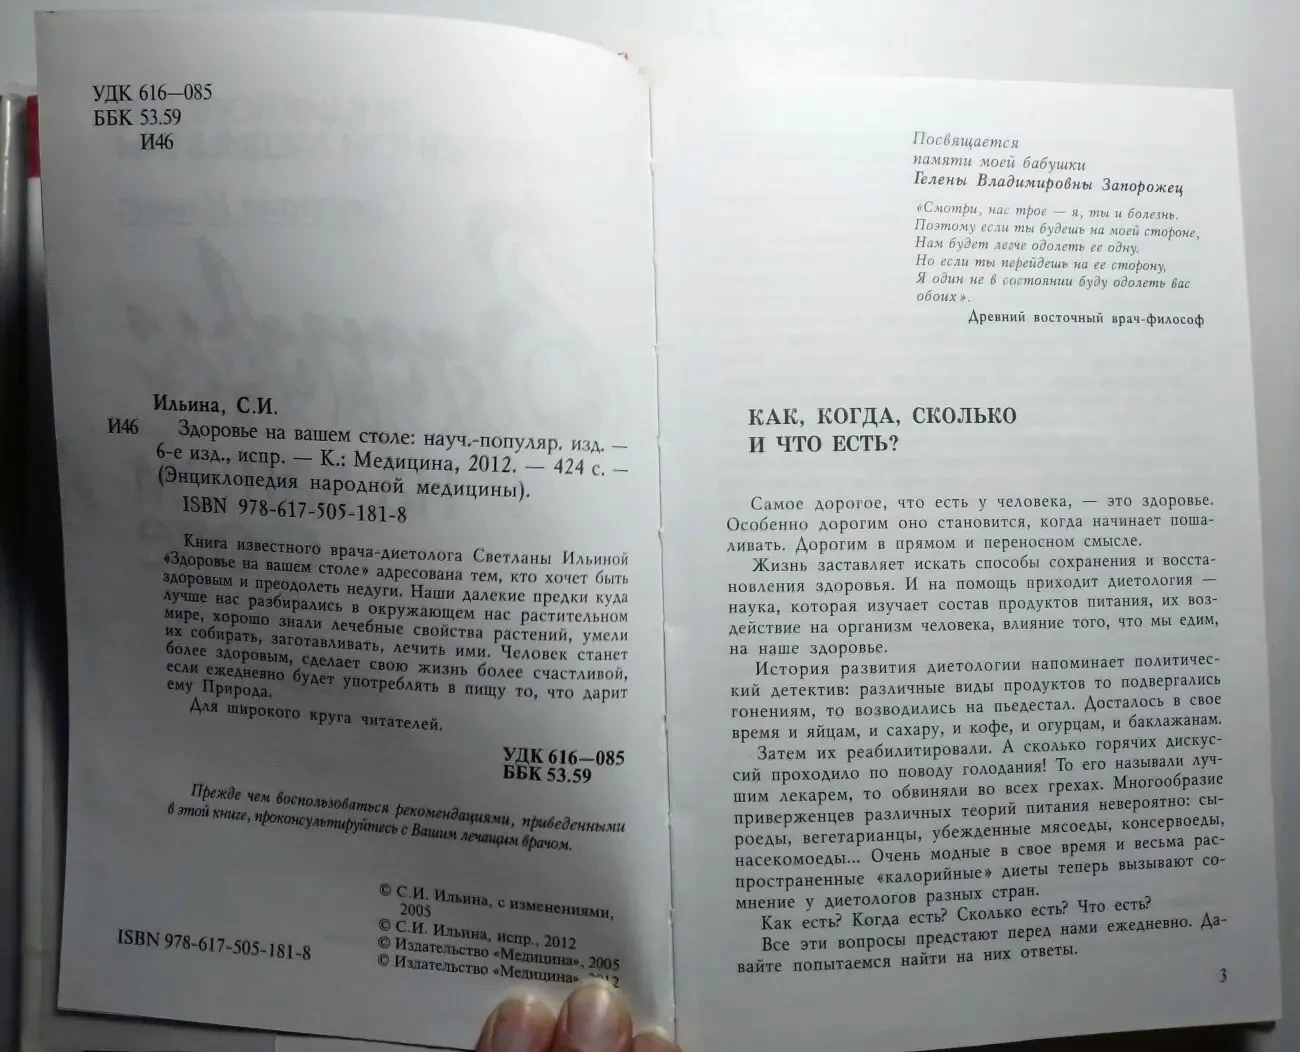 УДК 616—085
ББК 53.59
И46
Ильина, С.И.
И46 Здоровье на вашем столе: науч.-популяр. изд. —
6-е изд., испр. — К.: Медицина, 2012. — 424 с. —
(Энциклопедия народной медицины).
ISBN 978-617-505-181-8
Книга известного врача-диетолога Светланы Ильиной
«Здоровье на вашем столе» адресована тем, кто хочет быть
здоровым и преодолеть недуги. Наши далекие предки куда
лучше нас разбирались в окружающем нас растительном
мире, хорошо знали лечебные свойства растений, умели
их собирать, заготавливать, лечить ими. Человек станет
более здоровым, сделает свою жизнь более счастливой,
если ежедневно будет употреблять в пищу то, что дарит
ему Природа.
Для широкого круга читателей.
УДК 616—085
ББК 53.59
Прежде чем воспользоваться рекомендациями, приведенными
в этой книге, проконсультируйтесь с Вашим лечащим врачом.
© С.И. Ильина, с изменениями,
2005
© С.И. Ильина, испр., 2012
© Издательство «Медицина», 2005
© Издательство «Медицина», 2012
ISBN 978-617-505-181-8
Посвящается
памяти моей бабушки
Гелены Владимировны Запорожец
«Смотри, нас трое — я, ты и болезнь.
Поэтому если ты будешь на моей стороне,
Нам будет легче одолеть ее одну.
Но если ты перейдешь на ее сторону,
Я один не в состоянии буду одолеть вас
обоих».
Древний восточный врач-философ
КАК, КОГДА, СКОЛЬКО
И ЧТО ЕСТЬ?
Самое дорогое, что есть у человека, — это здоровье.
Особенно дорогим оно становится, когда начинает поша-
ливать. Дорогим в прямом и переносном смысле.
Жизнь заставляет искать способы сохранения и восста-
новления здоровья. И на помощь приходит диетология —
наука, которая изучает состав продуктов питания, их воз-
действие на организм человека, влияние того, что мы едим,
на наше здоровье.
История развития диетологии напоминает политичес-
кий детектив: различные виды продуктов то подвергались
гонениям, то возводились на пьедестал. Досталось в свое
время и яйцам, и сахару, и кофе, и огурцам, и баклажанам.
Затем их реабилитировали. А сколько горячих дискус-
сий проходило по поводу голодания! То его называли луч-
шим лекарем, то обвиняли во всех грехах. Многообразие
приверженцев различных теорий питания невероятно: сы-
роеды, вегетарианцы, убежденные мясоеды, консервоеды,
насекомоеды... Очень модные в свое время и весьма рас-
пространенные «калорийные» диеты теперь вызывают со-
мнение у диетологов разных стран.
Как есть? Когда есть? Сколько есть? Что есть?
Все эти вопросы предстают перед нами ежедневно. Да-
вайте попытаемся найти на них ответы.
3